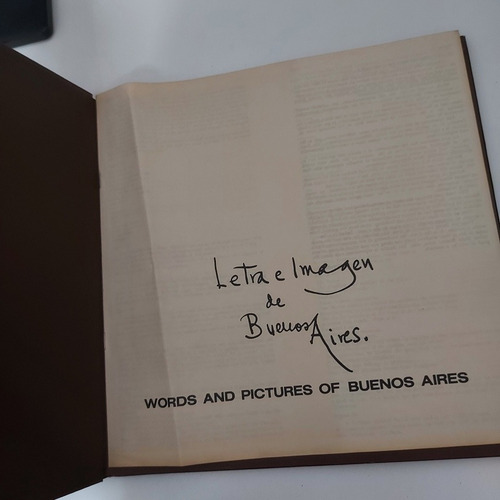 Letra e Imagen
de
Buenos Aires.
WORDS AND PICTURES OF BUENOS AIRES